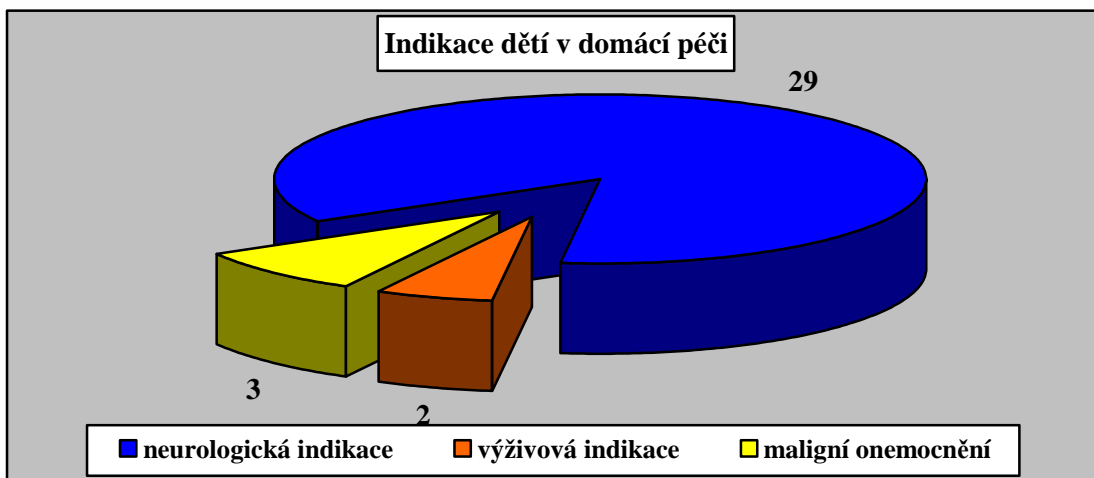 Indikace dětí v domácí péči
29
3
2
neurologická indikace výživová indikace maligní onemocnění